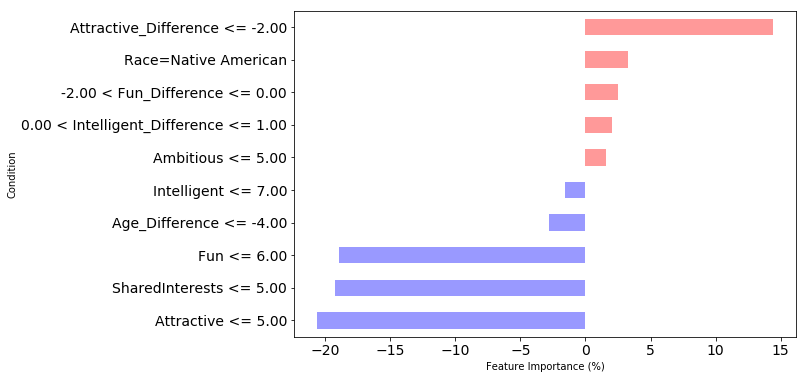 Attractive_Difference <= -2.00
Race=Native American
-2.00 < Fun_Difference <= 0.00
0.00 < Intelligent_Difference <= 1.00
Ambitious <= 5.00
Intelligent <= 7.00
Age_Difference <= -4.00
Fun <= 6.00
SharedInterests <= 5.00
Attractive <= 5.00
Condition
−20 −15 −10 −5 0 5 10 15
Feature Importance (%)